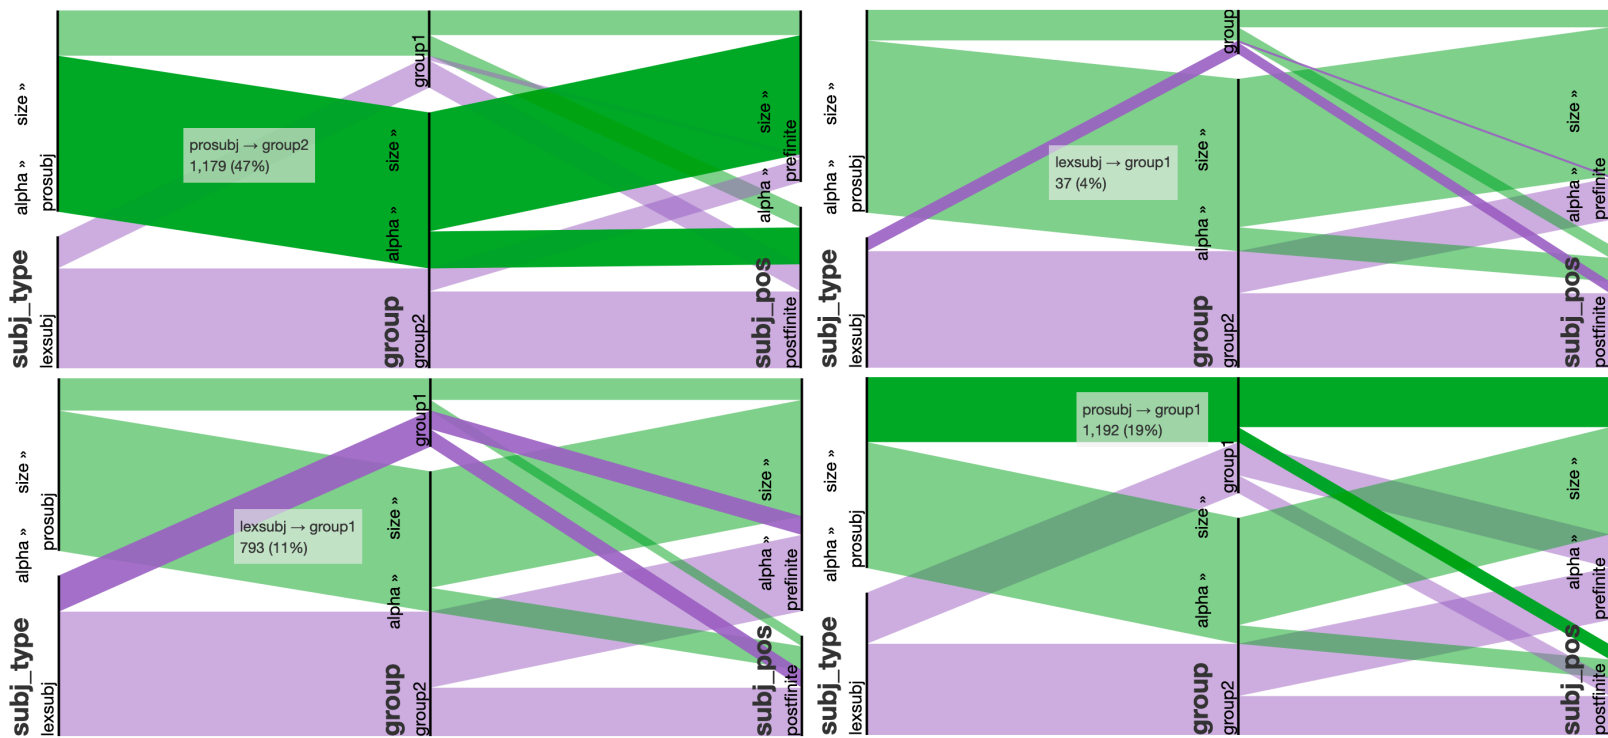 subj_type
lexsubj
prosubj
alpha »
size »
prosubj → group2
1,179 (47%)
group
group2
group1
alpha »
size »
subj_pos
postfinite
prefinite
alpha »
size »
subj_type
lexsubj
prosubj
alpha »
size »
lexsubj → group1
37 (4%)
group
group2
group
alpha »
size »
subj_pos
postfinite
prefinite
alpha »
size »
subj_type
lexsubj
prosubj
alpha »
size »
lexsubj → group1
793 (11%)
group
group2
group1
alpha »
size »
subj_pos
postfinite
prefinite
alpha »
size »
subj_type
lexsubj
prosubj
alpha »
size »
prosubj → group1
1,192 (19%)
group
group2
group1
alpha »
size »
subj_pos
postfinite
prefinite
alpha »
size »